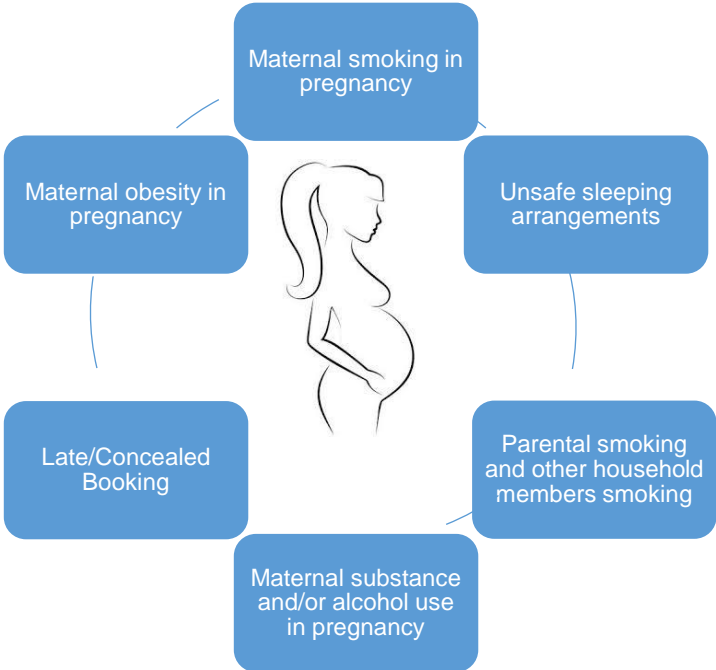 Maternal smoking in
pregnancy
Unsafe sleeping
arrangements
Parental smoking
and other household
members smoking
Maternal substance
and/or alcohol use
in pregnancy
Late/Concealed
Booking
Maternal obesity in
pregnancy